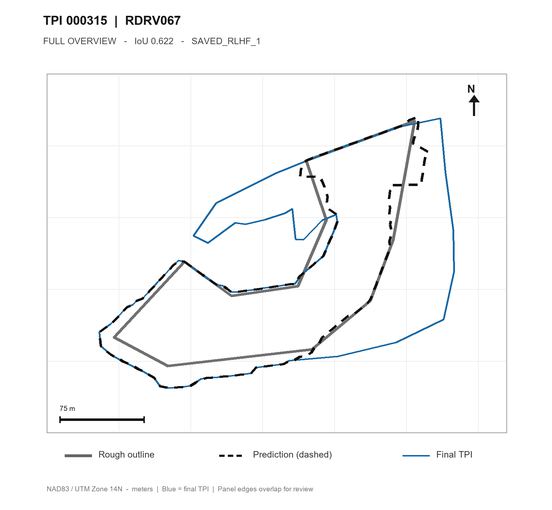 TPI 000315 | RDRV067
FULL OVERVIEW - IoU 0.622 - SAVED_RLHF_1
N
75 m
Rough outline
Prediction (dashed)
Final TPI
NAD83 / UTM Zone 14N - meters | Blue = final TPI | Panel edges overlap for review